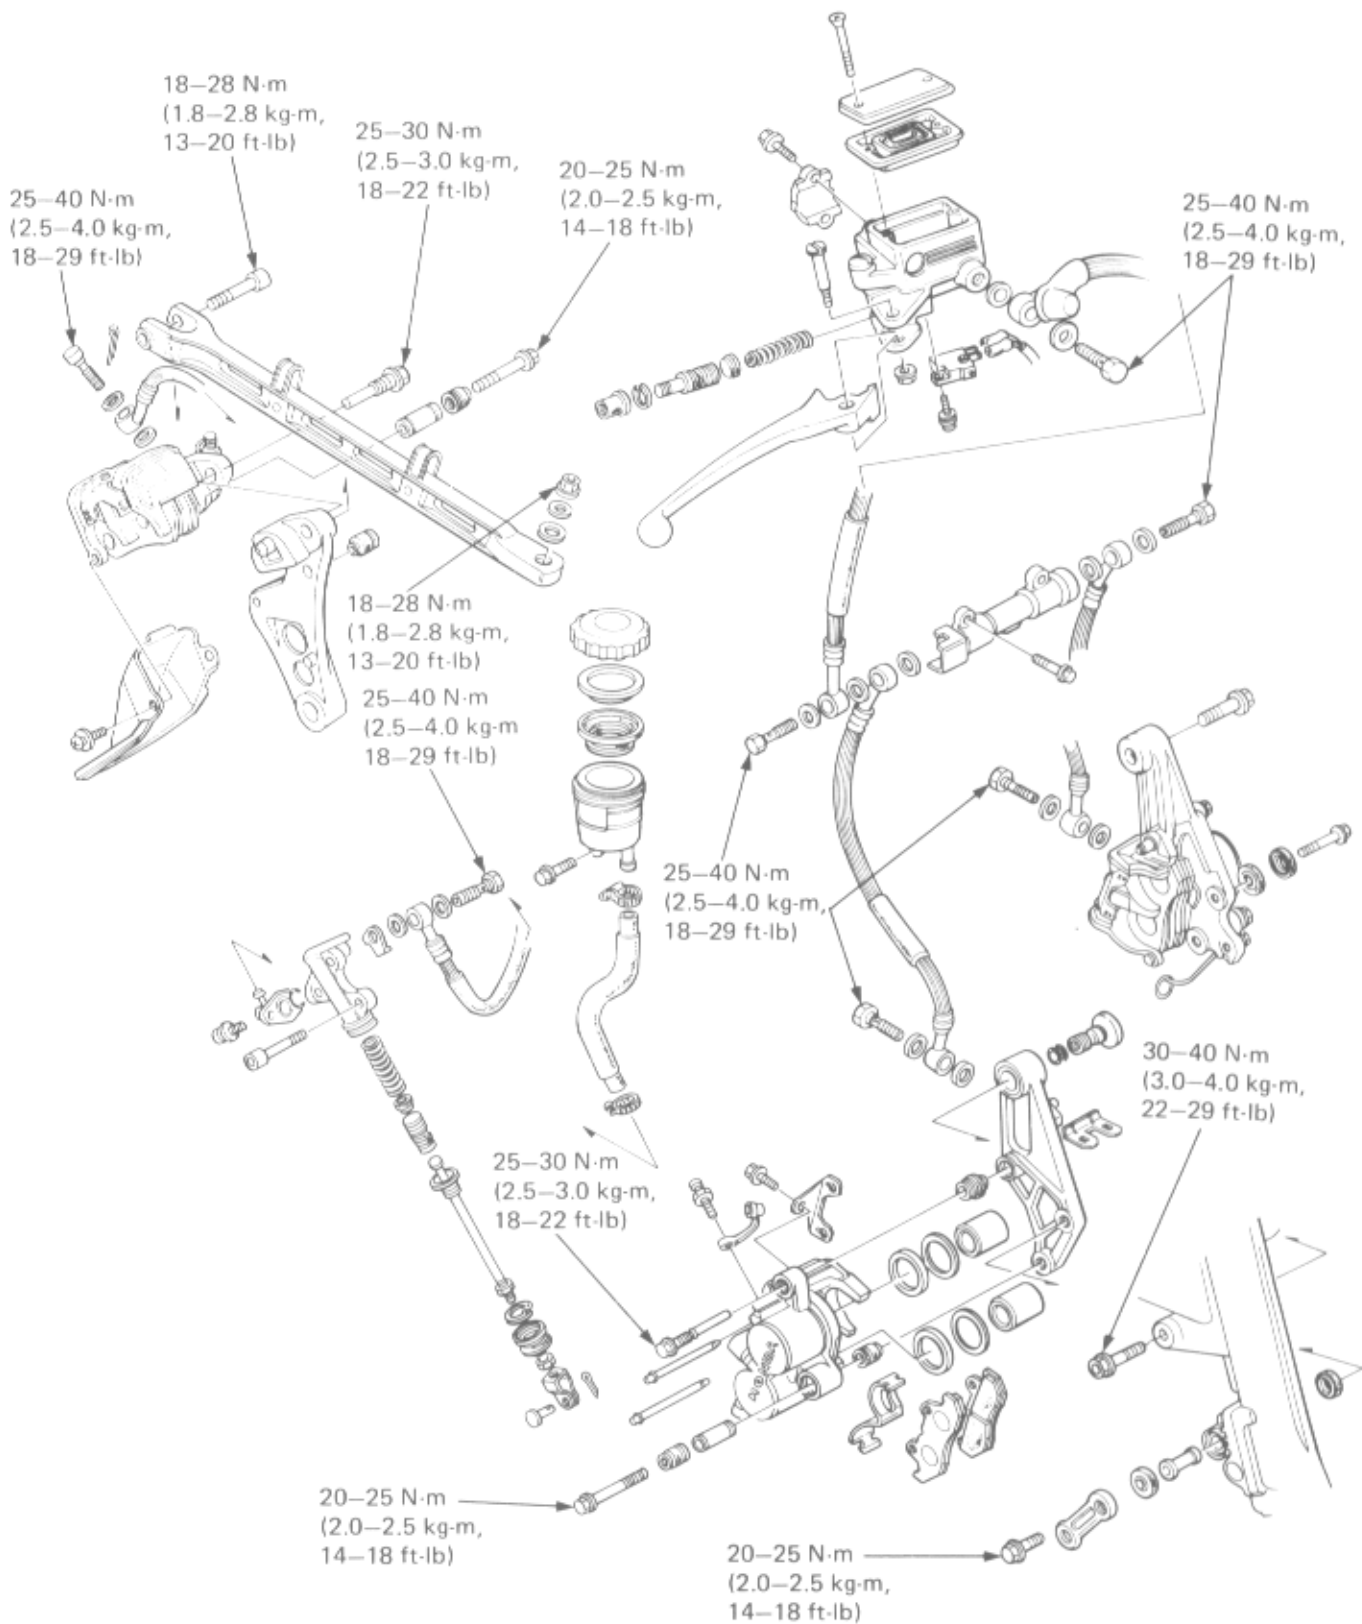 18–28 N·m
(1.8–2.8 kg-m,
13–20 ft-lb)
25–30 N·m
(2.5–3.0 kg-m,
18–22 ft-lb)
20–25 N·m
(2.0–2.5 kg-m,
14–18 ft-lb)
25–40 N·m
(2.5–4.0 kg-m,
18–29 ft-lb)
25–40 N·m
(2.5–4.0 kg-m,
18–29 ft-lb)
18–28 N·m
(1.8–2.8 kg-m,
13–20 ft-lb)
25–40 N·m
(2.5–4.0 kg-m
18–29 ft-lb)
25–40 N·m
(2.5–4.0 kg-m,
18–29 ft-lb)
30–40 N·m
(3.0–4.0 kg-m,
22–29 ft-lb)
25–30 N·m
(2.5–3.0 kg-m,
18–22 ft-lb)
20–25 N·m
(2.0–2.5 kg-m,
14–18 ft-lb)
20–25 N·m
(2.0–2.5 kg-m,
14–18 ft-lb)